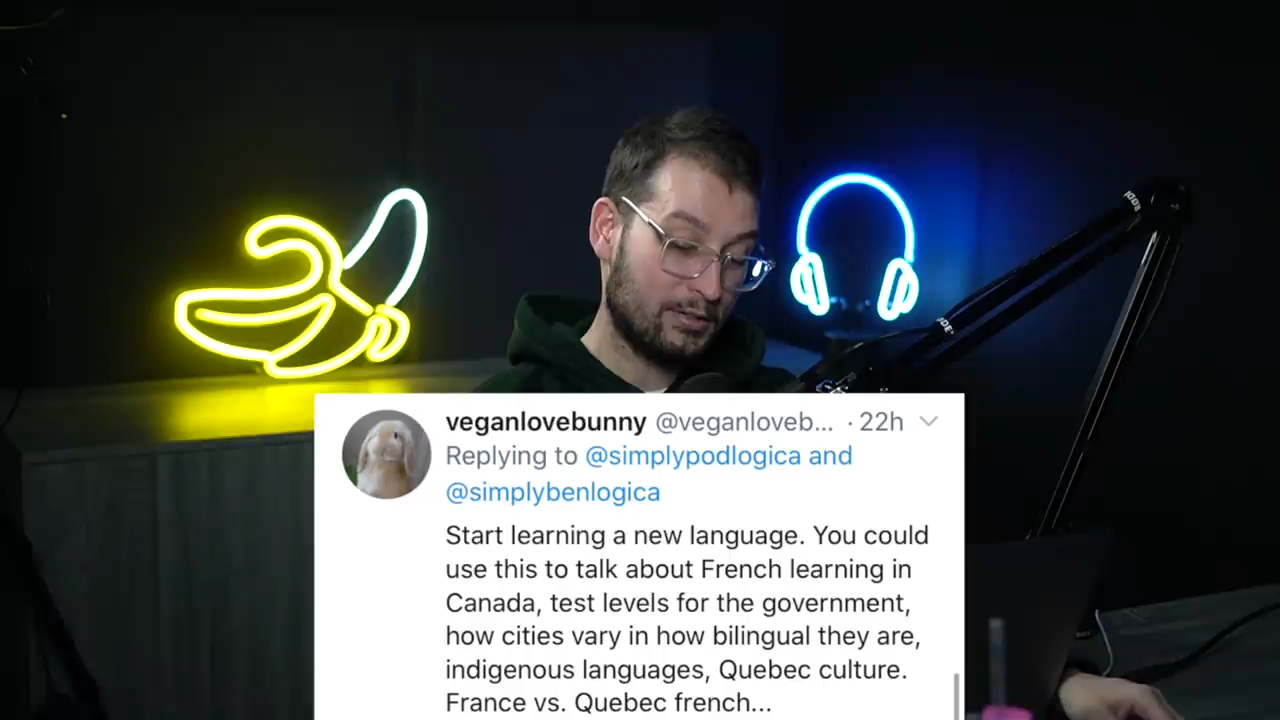 RODE
RODE
veganlovebunny @veganloveb... · 22h
Replying to @simplypodlogica and
@simplybenlogica
Start learning a new language. You could
use this to talk about French learning in
Canada, test levels for the government,
how cities vary in how bilingual they are,
indigenous languages, Quebec culture.
France vs. Quebec french...